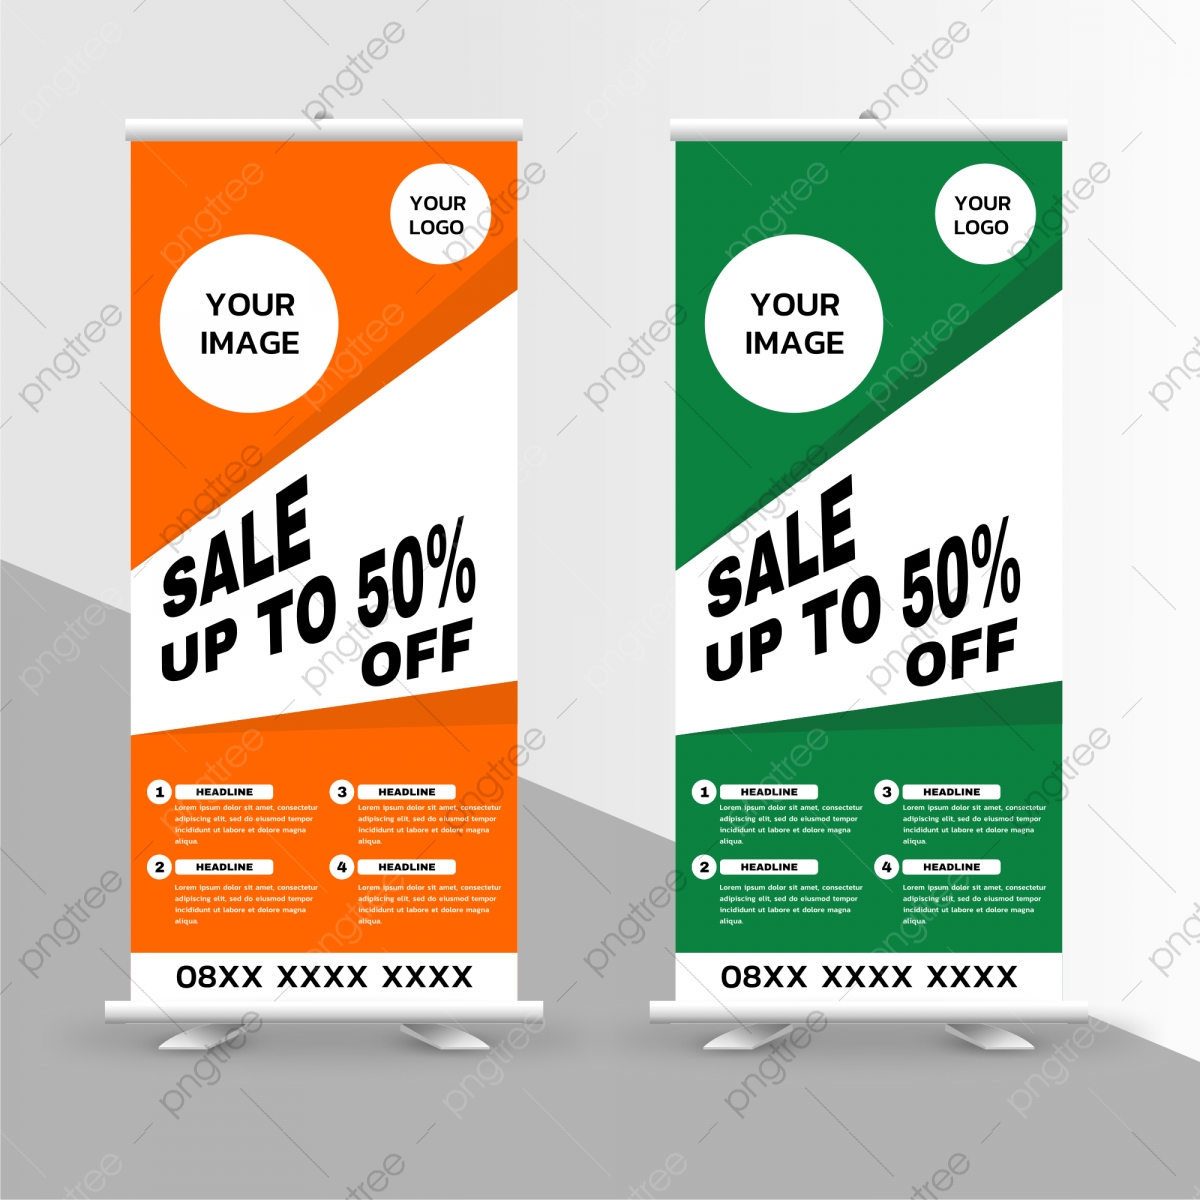 YOUR
LOGO
YOUR
IMAGE
SALE
UP TO 50%
OFF
1 HEADLINE
Lorem ipsum dolor sit amet, consectetur
adipiscing elit, sed do eiusmod tempor
incididunt ut labore et dolore magna
aliqua.
2 HEADLINE
Lorem ipsum dolor sit amet, consectetur
adipiscing elit, sed do eiusmod tempor
incididunt ut labore et dolore magna
aliqua.
3 HEADLINE
Lorem ipsum dolor sit amet, consectetur
adipiscing elit, sed do eiusmod tempor
incididunt ut labore et dolore magna
aliqua.
4 HEADLINE
Lorem ipsum dolor sit amet, consectetur
adipiscing elit, sed do eiusmod tempor
incididunt ut labore et dolore magna
aliqua.
08XX XXXX XXXX
YOUR
LOGO
YOUR
IMAGE
SALE
UP TO 50%
OFF
1 HEADLINE
Lorem ipsum dolor sit amet, consectetur
adipiscing elit, sed do eiusmod tempor
incididunt ut labore et dolore magna
aliqua.
2 HEADLINE
Lorem ipsum dolor sit amet, consectetur
adipiscing elit, sed do eiusmod tempor
incididunt ut labore et dolore magna
aliqua.
3 HEADLINE
Lorem ipsum dolor sit amet, consectetur
adipiscing elit, sed do eiusmod tempor
incididunt ut labore et dolore magna
aliqua.
4 HEADLINE
Lorem ipsum dolor sit amet, consectetur
adipiscing elit, sed do eiusmod tempor
incididunt ut labore et dolore magna
aliqua.
08XX XXXX XXXX
pngtree